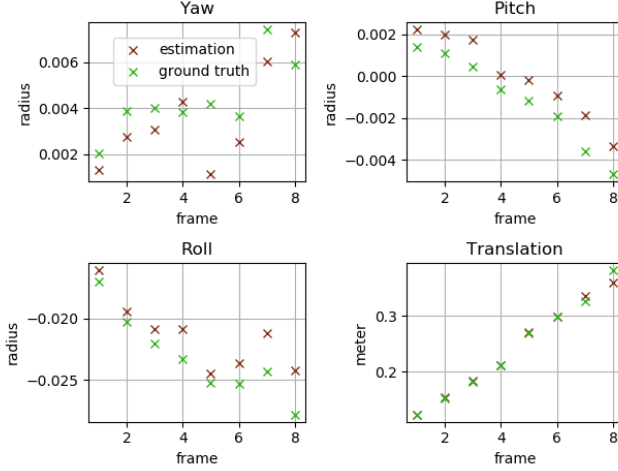 Yaw
estimation
ground truth
0.006
0.004
0.002
radius
2 4 6 8
frame
Pitch
0.002
0.000
−0.002
−0.004
radius
2 4 6 8
frame
Roll
−0.020
−0.025
radius
2 4 6 8
frame
Translation
0.3
0.2
meter
2 4 6 8
frame